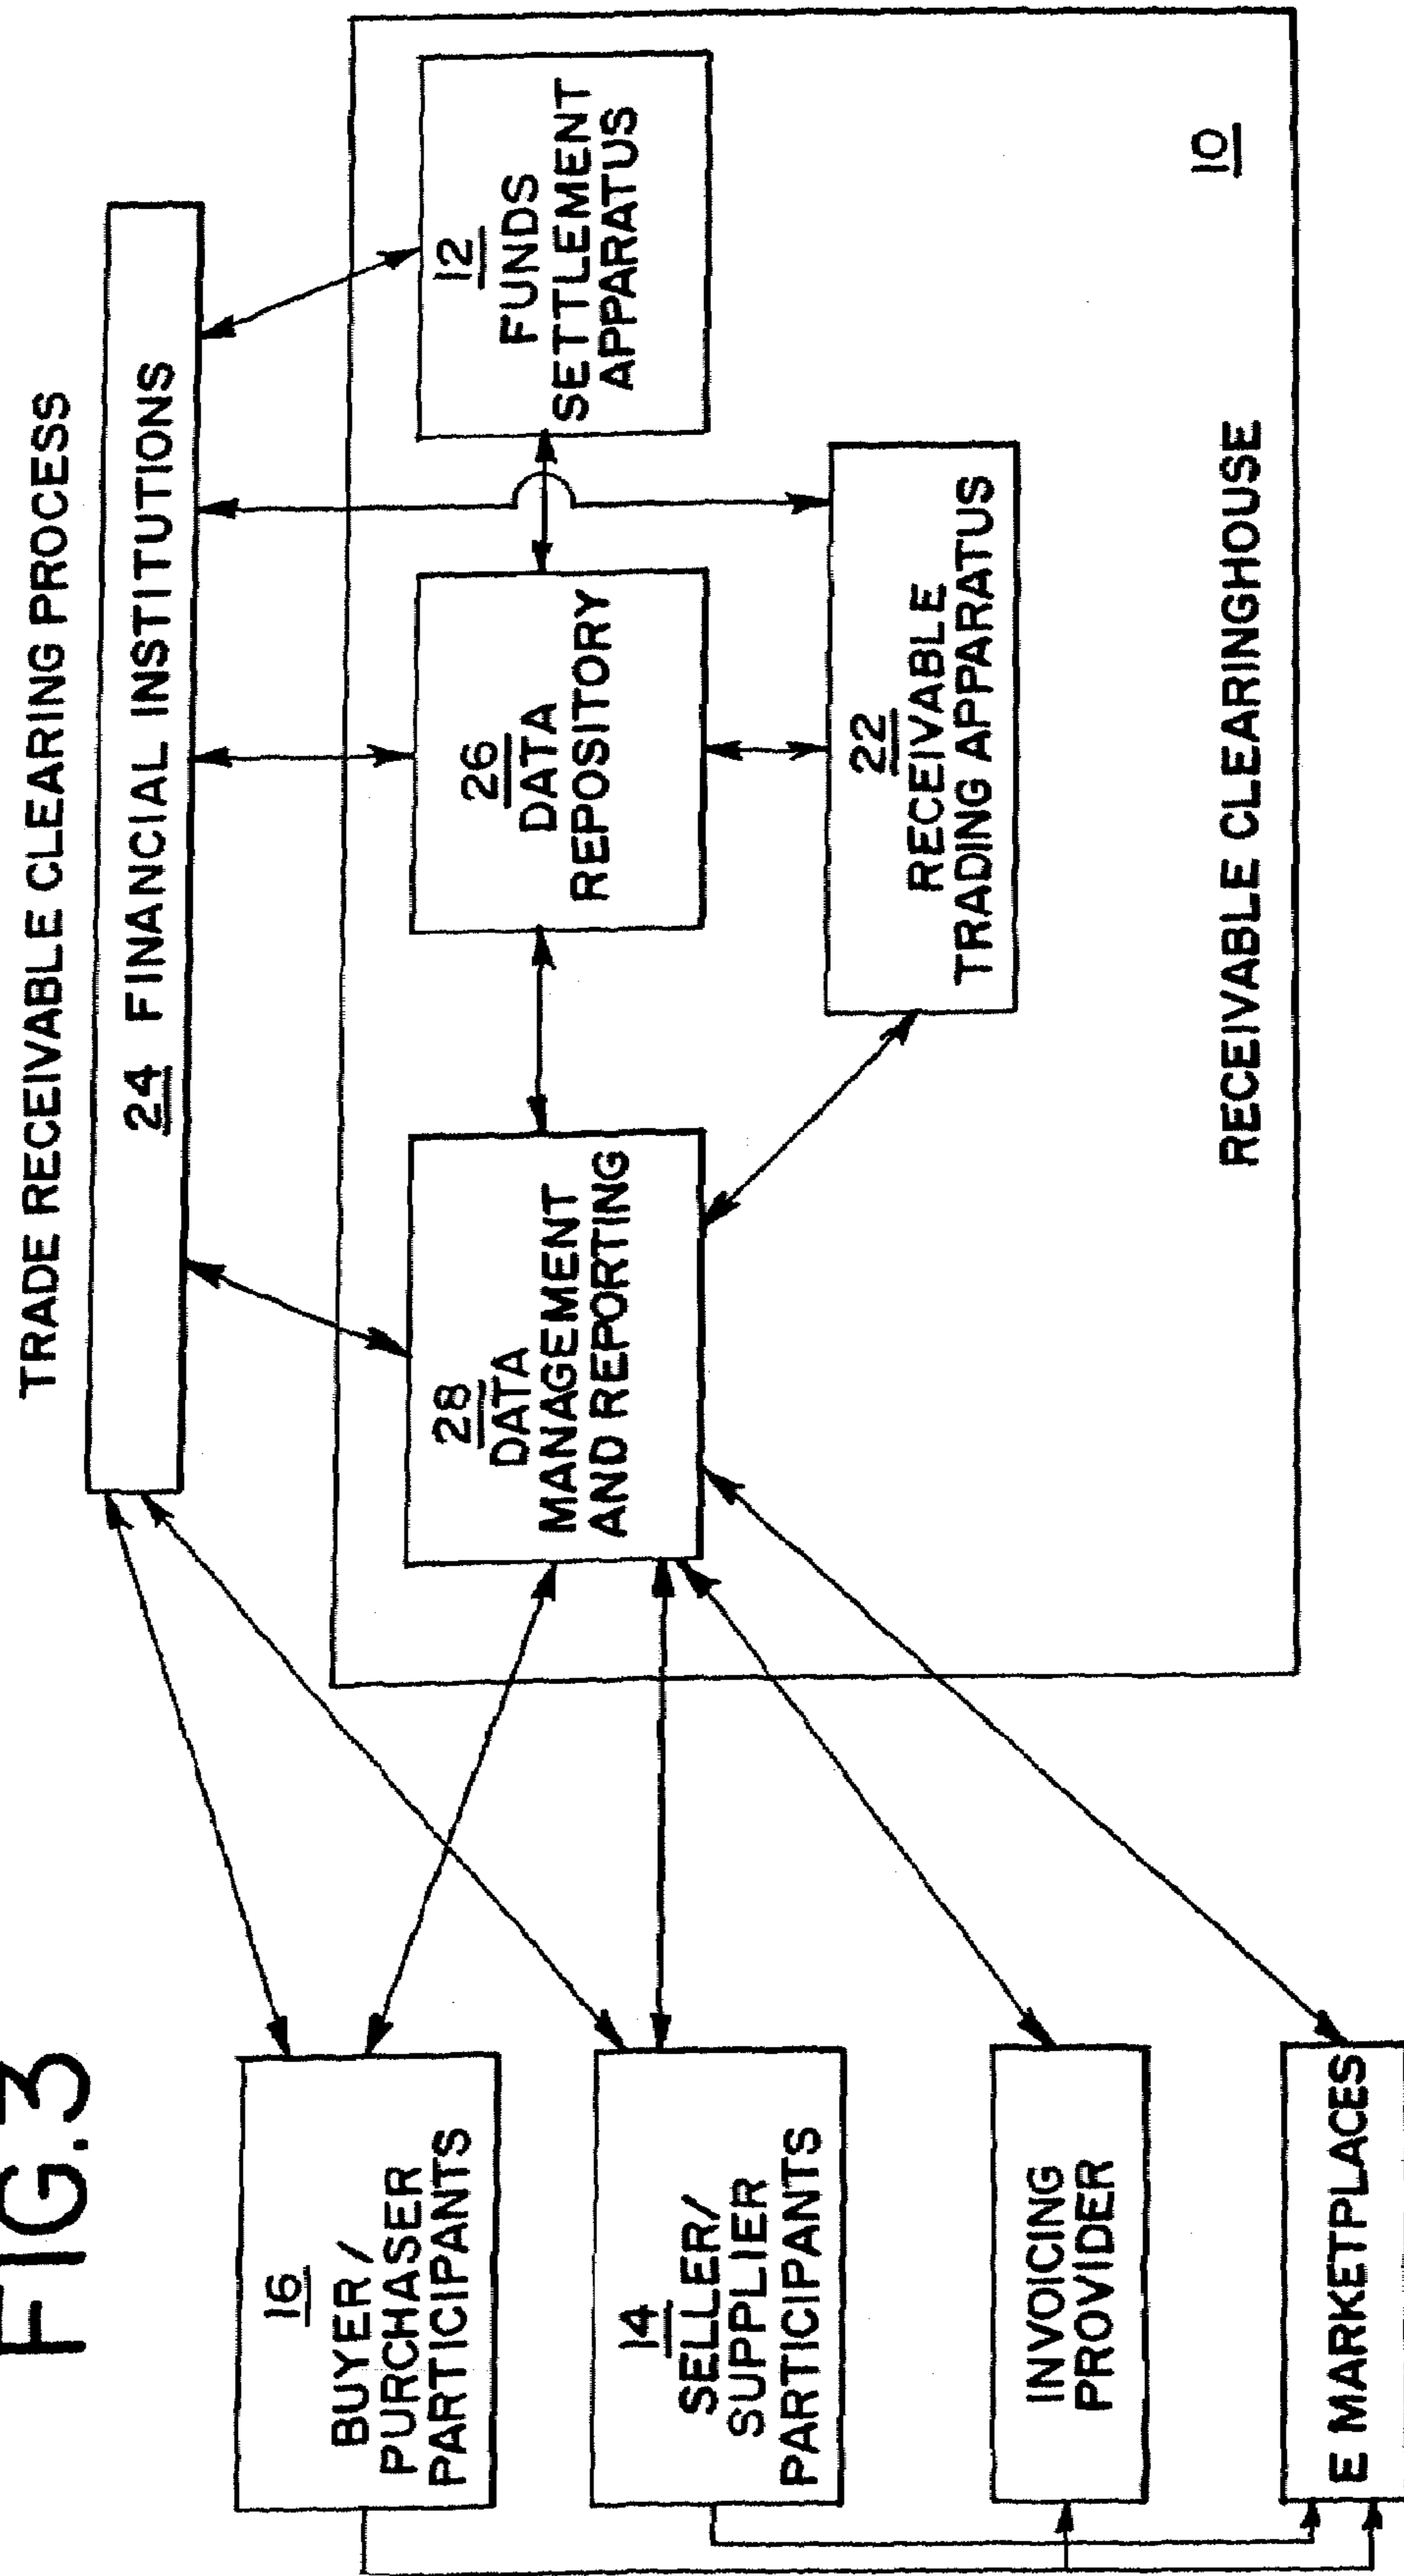 FIG.3
TRADE RECEIVABLE CLEARING PROCESS
24 FINANCIAL INSTITUTIONS
16
BUYER/
PURCHASER
PARTICIPANTS
14
SELLER/
SUPPLIER
PARTICIPANTS
INVOICING
PROVIDER
E MARKETPLACES
28
DATA
MANAGEMENT
AND REPORTING
26
DATA
REPOSITORY
12
FUNDS
SETTLEMENT
APPARATUS
22
RECEIVABLE
TRADING APPARATUS
RECEIVABLE CLEARINGHOUSE
10